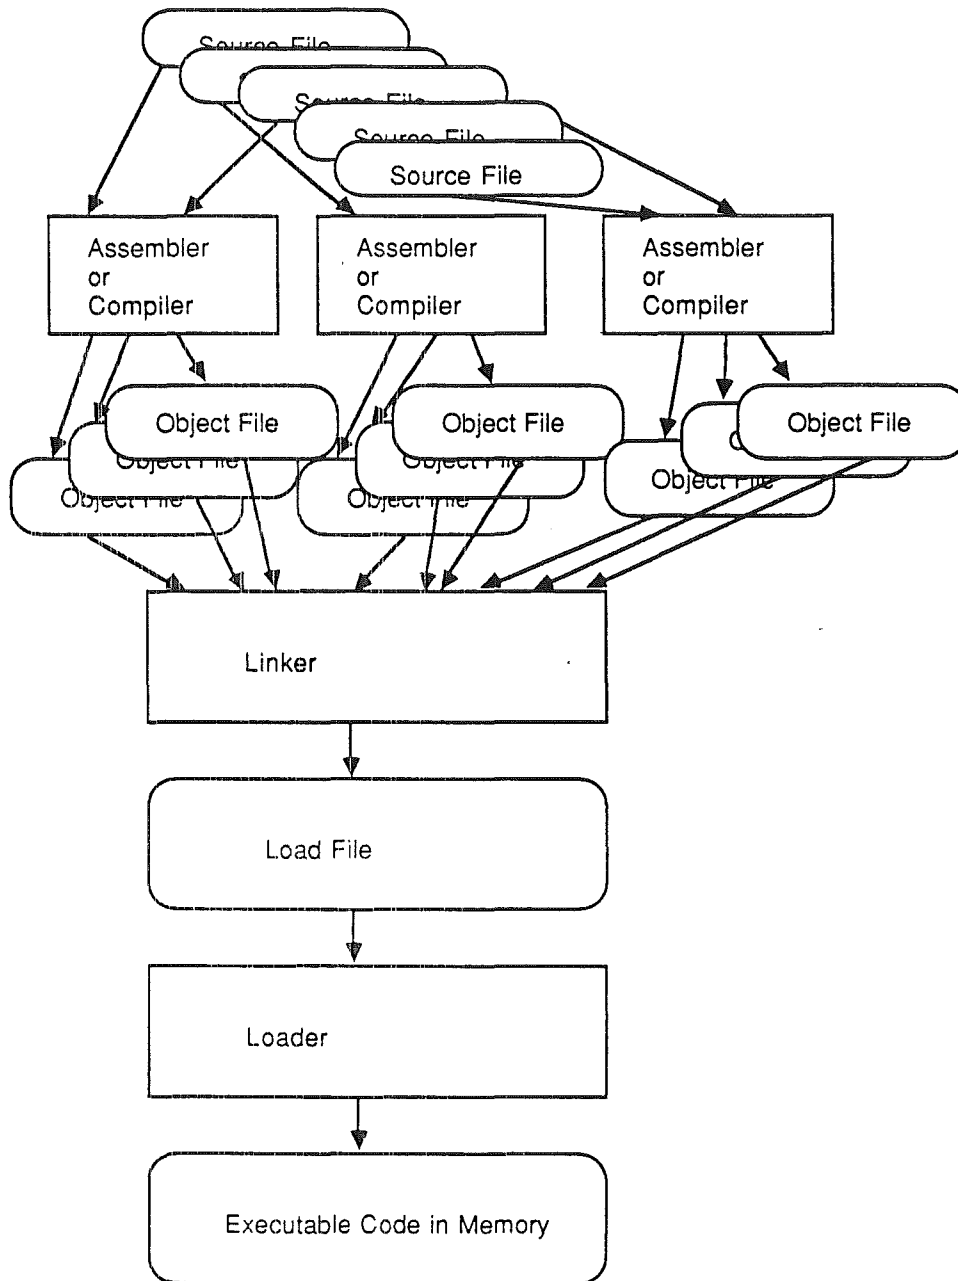 Source File
Source File
Source File
Source File
Assembler
or
Compiler
Assembler
or
Compiler
Assembler
or
Compiler
Object File
Object File
Object File
Object File
Object File
Object File
Object File
Object File
Linker
Load File
Loader
Executable Code in Memory